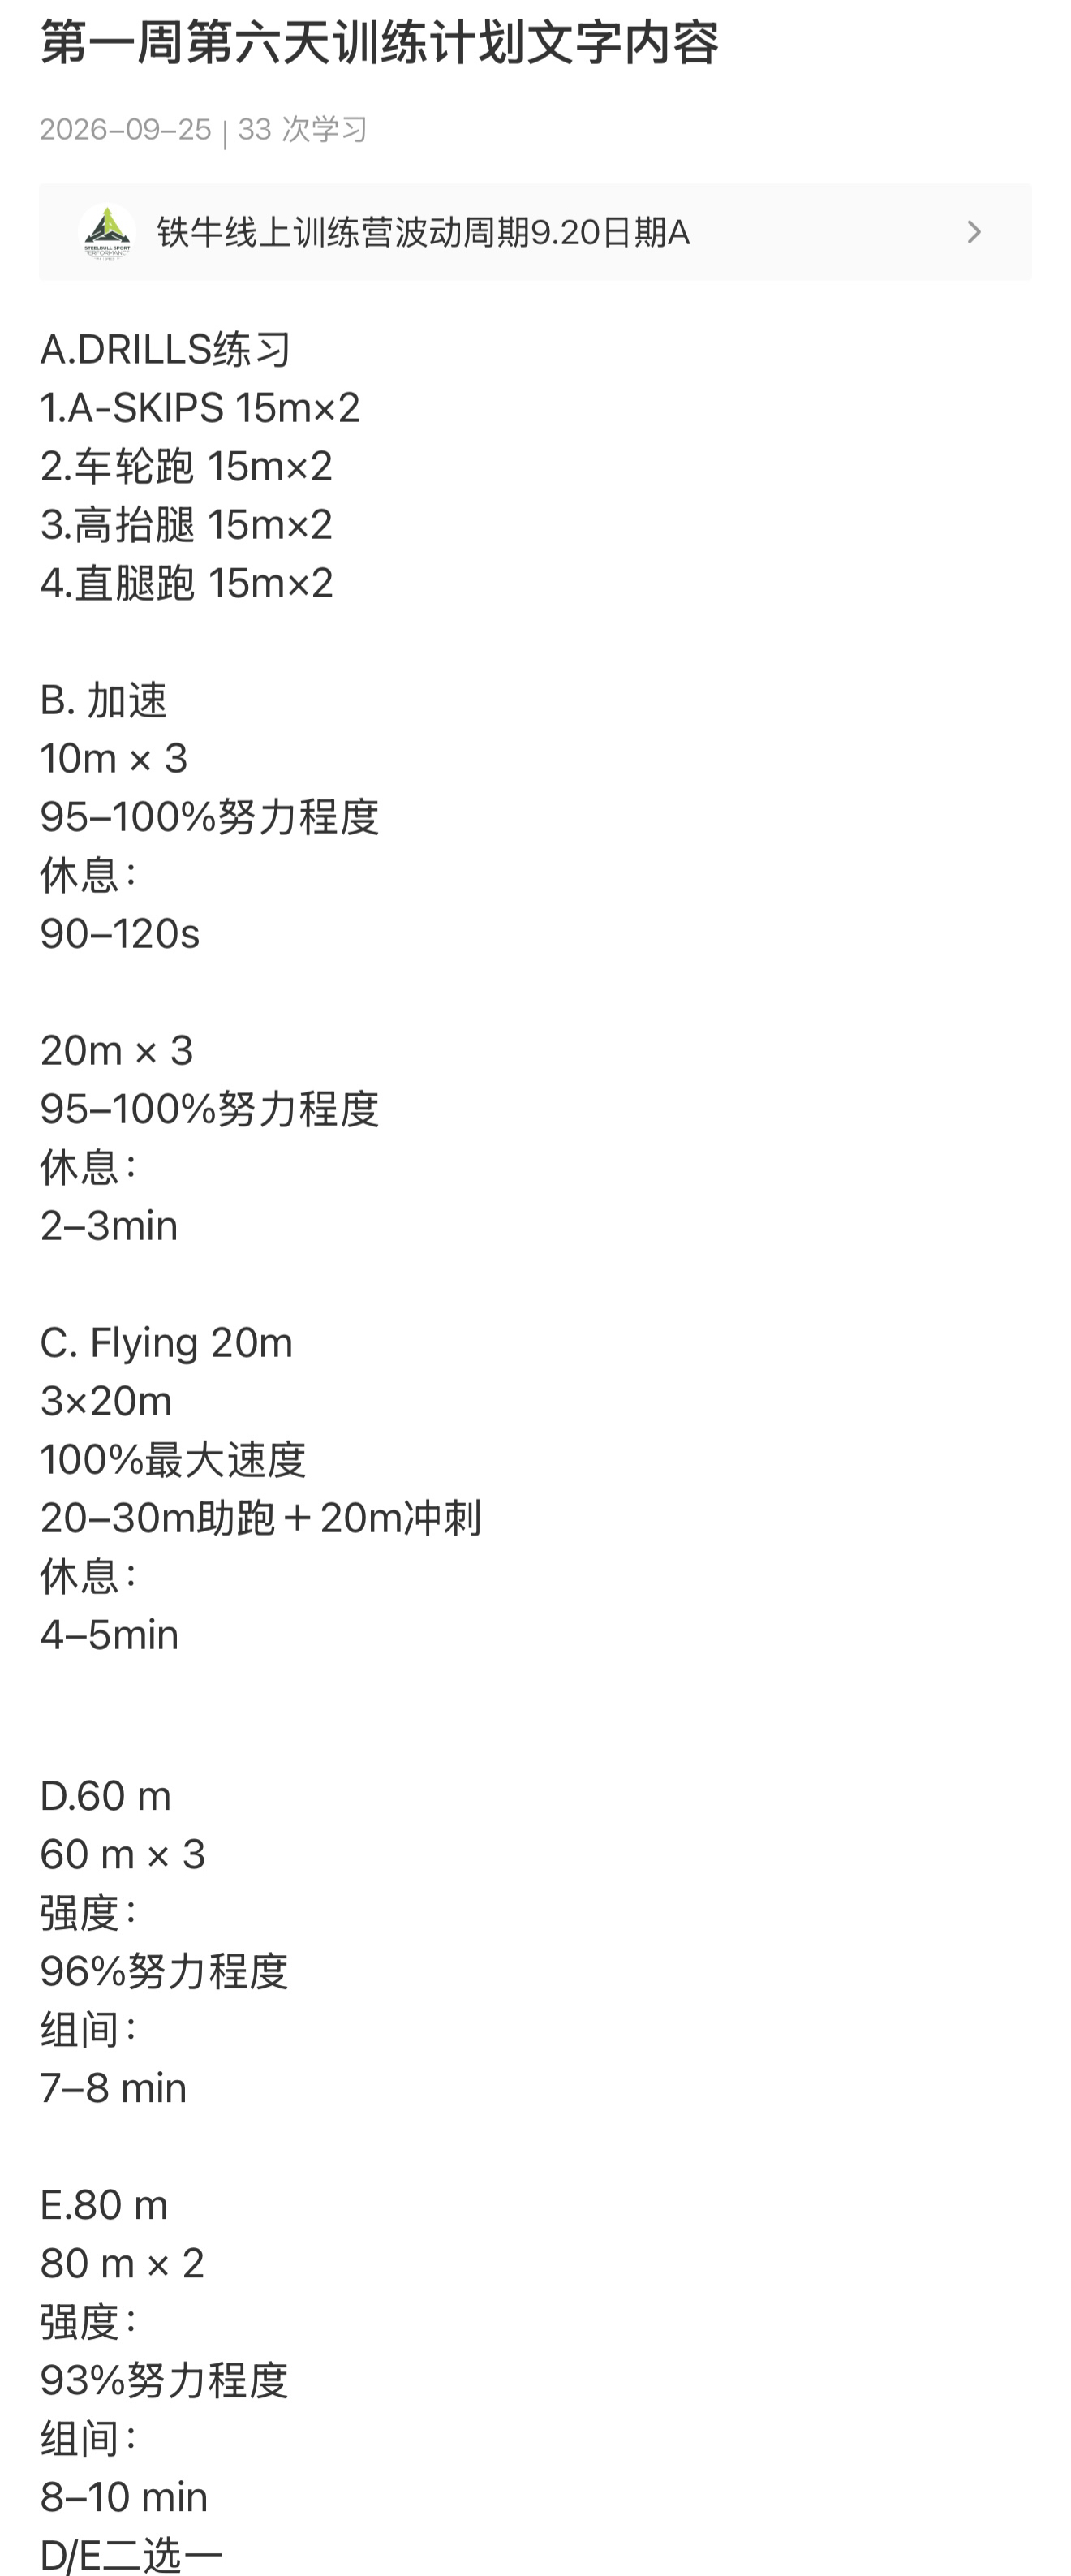 第一周第六天训练计划文字内容
2026-09-25 | 33 次学习
STEELBULL SPORT
PERFORMANCE
铁牛线上训练营波动周期9.20日期A
A.DRILLS练习
1.A-SKIPS 15m×2
2.车轮跑 15m×2
3.高抬腿 15m×2
4.直腿跑 15m×2
B. 加速
10m × 3
95–100%努力程度
休息：
90–120s
20m × 3
95–100%努力程度
休息：
2–3min
C. Flying 20m
3×20m
100%最大速度
20–30m助跑＋20m冲刺
休息：
4–5min
D.60 m
60 m × 3
强度：
96%努力程度
组间：
7–8 min
E.80 m
80 m × 2
强度：
93%努力程度
组间：
8–10 min
D/E二选一